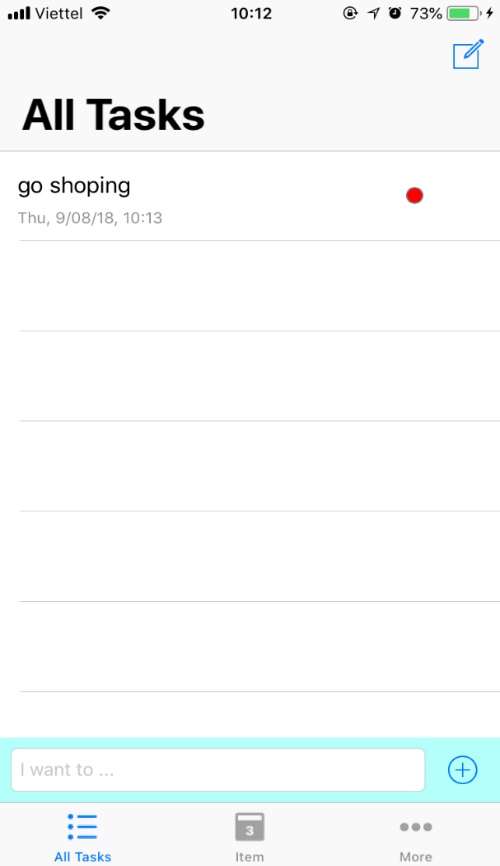 Viettel 10:12 73%
All Tasks
go shoping
Thu, 9/08/18, 10:13
I want to ...
3
All Tasks Item More